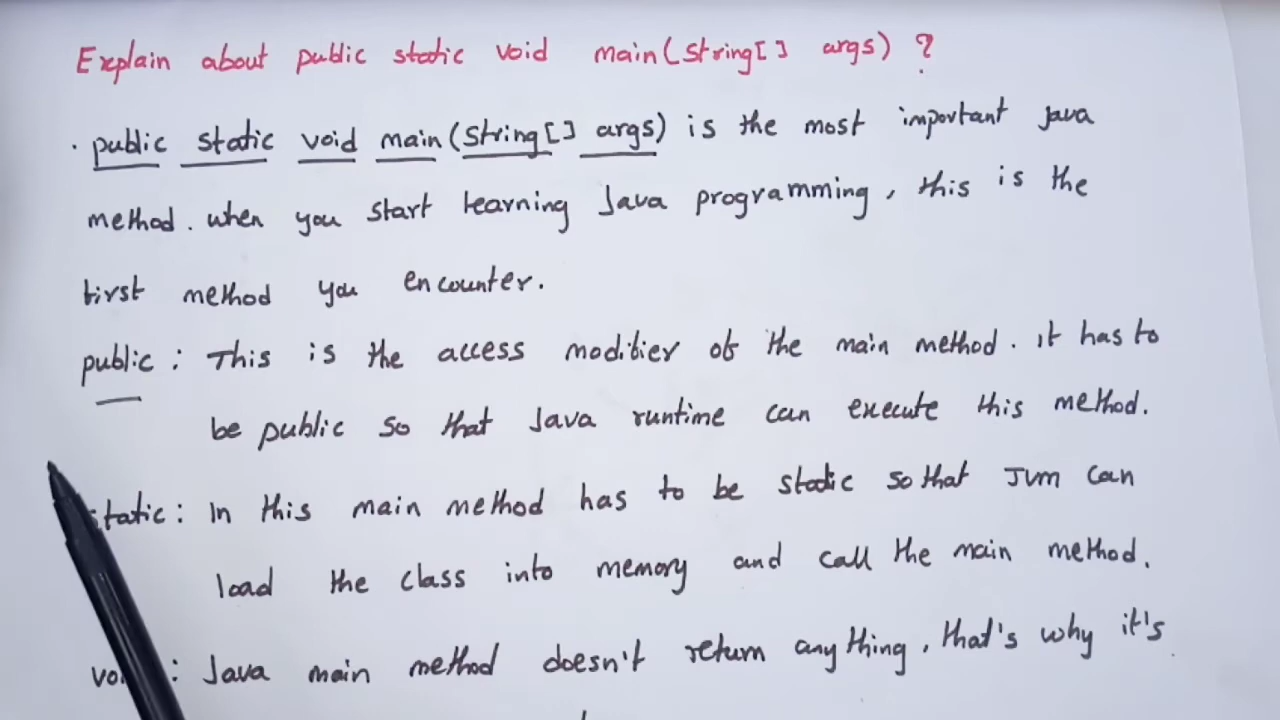 Explain about public static void main(String[] args) ?
. public static void main(String[] args) is the most important java
method. when you start learning Java programming, this is the
first method you encounter.
public : This is the access modifier of the main method. it has to
be public so that Java runtime can execute this method.
static : In this main method has to be static so that JVM can
load the class into memory and call the main method.
: Java main method doesn't return anything, that's why it's